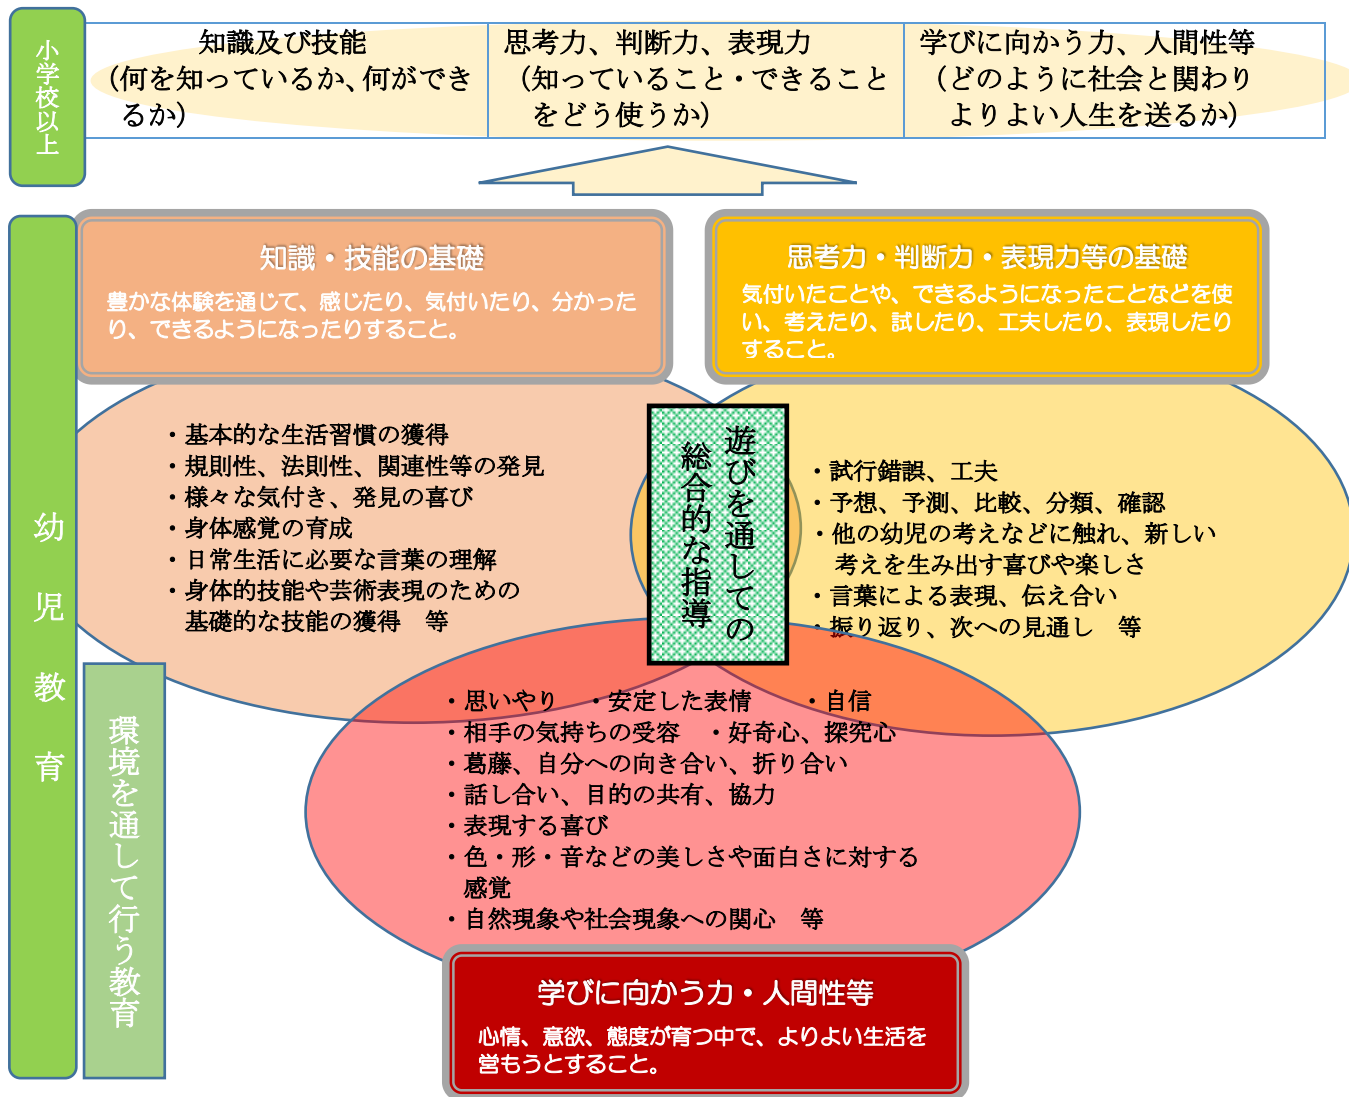 小学校以上
知識及び技能
（何を知っているか、何ができ
るか）
思考力、判断力、表現力
（知っていること・できること
をどう使うか）
学びに向かう力、人間性等
（どのように社会と関わり
よりよい人生を送るか）
幼児教育
知識・技能の基礎
豊かな体験を通じて、感じたり、気付いたり、分かった
り、できるようになったりすること。
思考力・判断力・表現力等の基礎
気付いたことや、できるようになったことなどを使
い、考えたり、試したり、工夫したり、表現したり
すること。
・基本的な生活習慣の獲得
・規則性、法則性、関連性等の発見
・様々な気付き、発見の喜び
・身体感覚の育成
・日常生活に必要な言葉の理解
・身体的技能や芸術表現のための
基礎的な技能の獲得　等
遊びを通しての
総合的な指導
・試行錯誤、工夫
・予想、予測、比較、分類、確認
・他の幼児の考えなどに触れ、新しい
考えを生み出す喜びや楽しさ
・言葉による表現、伝え合い
・振り返り、次への見通し　等
環境を通して行う教育
・思いやり　・安定した表情　・自信
・相手の気持ちの受容　・好奇心、探究心
・葛藤、自分への向き合い、折り合い
・話し合い、目的の共有、協力
・表現する喜び
・色・形・音などの美しさや面白さに対する
感覚
・自然現象や社会現象への関心　等
学びに向かう力・人間性等
心情、意欲、態度が育つ中で、よりよい生活を
営もうとすること。